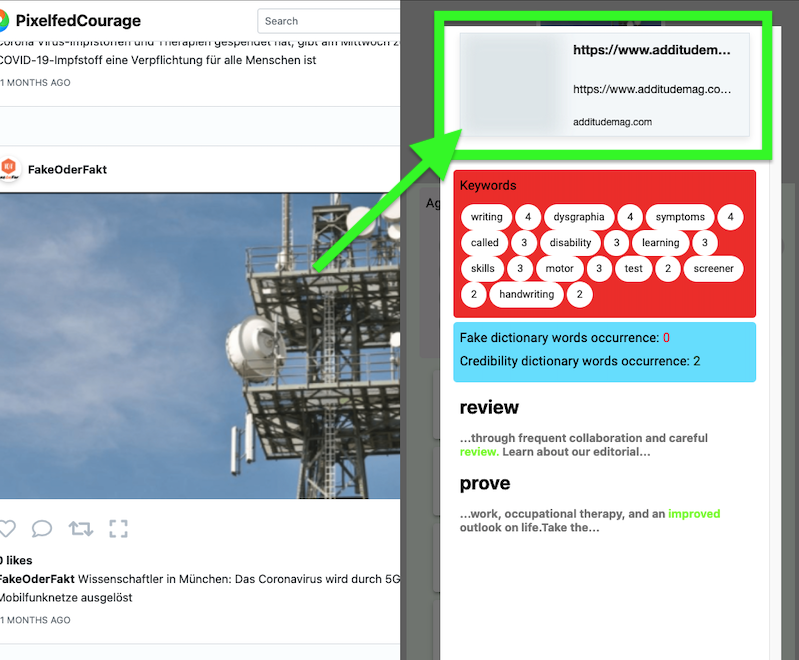 PixelfedCourage
Search
Corona Virus-Impfstoffen und Therapien gespendet hat, gibt am Mittwoch
COVID-19-Impfstoff eine Verpflichtung für alle Menschen ist
1 MONTHS AGO
FakeOderFakt
0 likes
FakeOderFakt Wissenschaftler in München: Das Coronavirus wird durch 5G
Mobilfunknetze ausgelöst
1 MONTHS AGO
Ag
https://www.additudem...
https://www.additudemag.co...
additudemag.com
Keywords
writing 4 dysgraphia 4 symptoms 4
called 3 disability 3 learning 3
skills 3 motor 3 test 2 screener
2 handwriting 2
Fake dictionary words occurrence: 0
Credibility dictionary words occurrence: 2
review
...through frequent collaboration and careful
review. Learn about our editorial...
prove
...work, occupational therapy, and an improved
outlook on life.Take the...